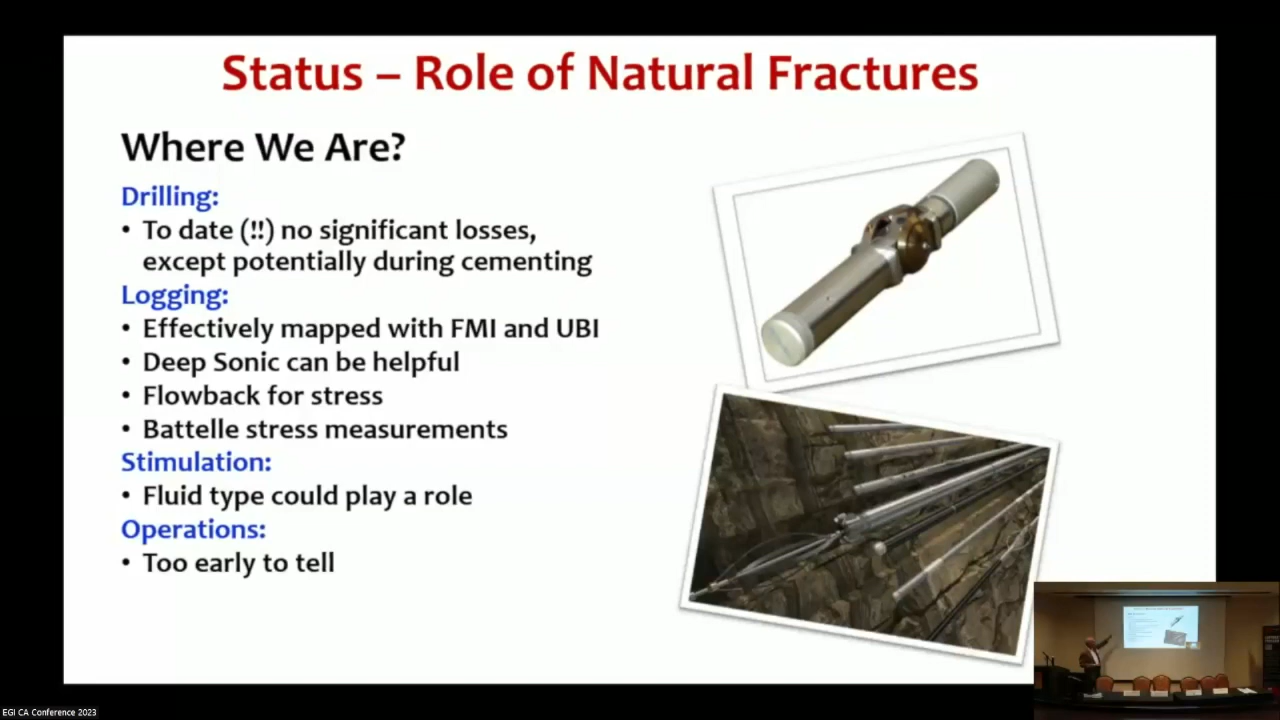 Status – Role of Natural Fractures
Where We Are?
Drilling:
• To date (!!) no significant losses,
except potentially during cementing
Logging:
• Effectively mapped with FMI and UBI
• Deep Sonic can be helpful
• Flowback for stress
• Battelle stress measurements
Stimulation:
• Fluid type could play a role
Operations:
• Too early to tell
EGI CA Conference 2023